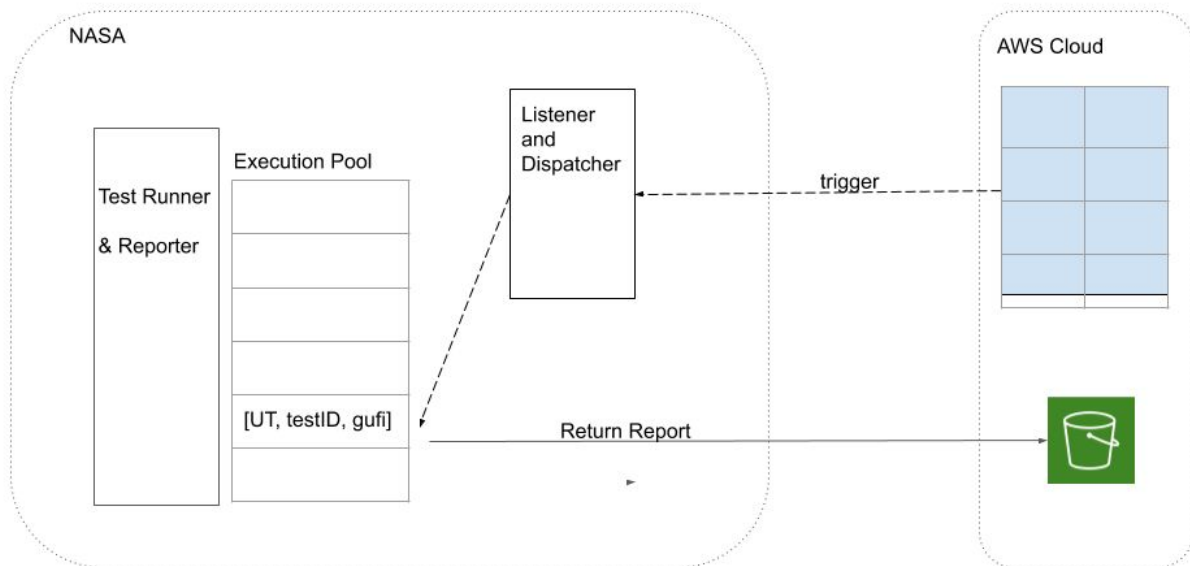 NASA
AWS Cloud
Listener
and
Dispatcher
Execution Pool
Test Runner
& Reporter
trigger
[UT, testID, gufi]
Return Report